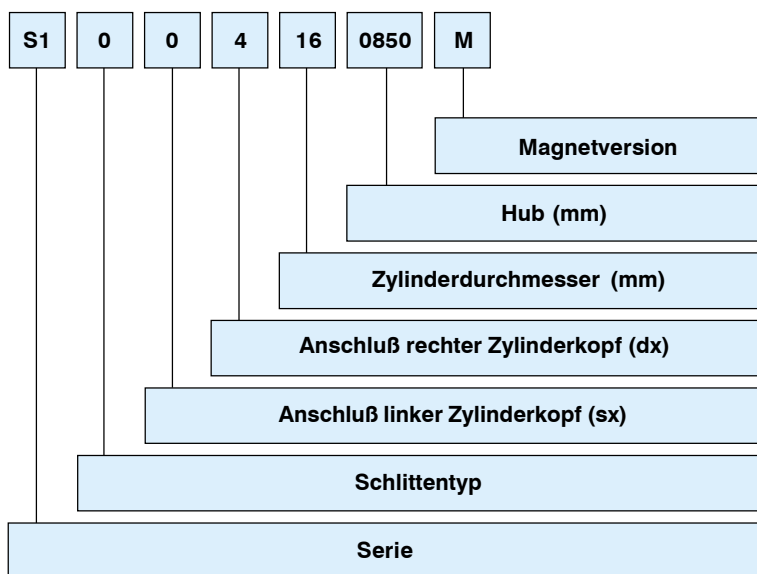 S1 0 0 4 16 0850 M
Magnetversion
Hub (mm)
Zylinderdurchmesser (mm)
Anschluß rechter Zylinderkopf (dx)
Anschluß linker Zylinderkopf (sx)
Schlittentyp
Serie